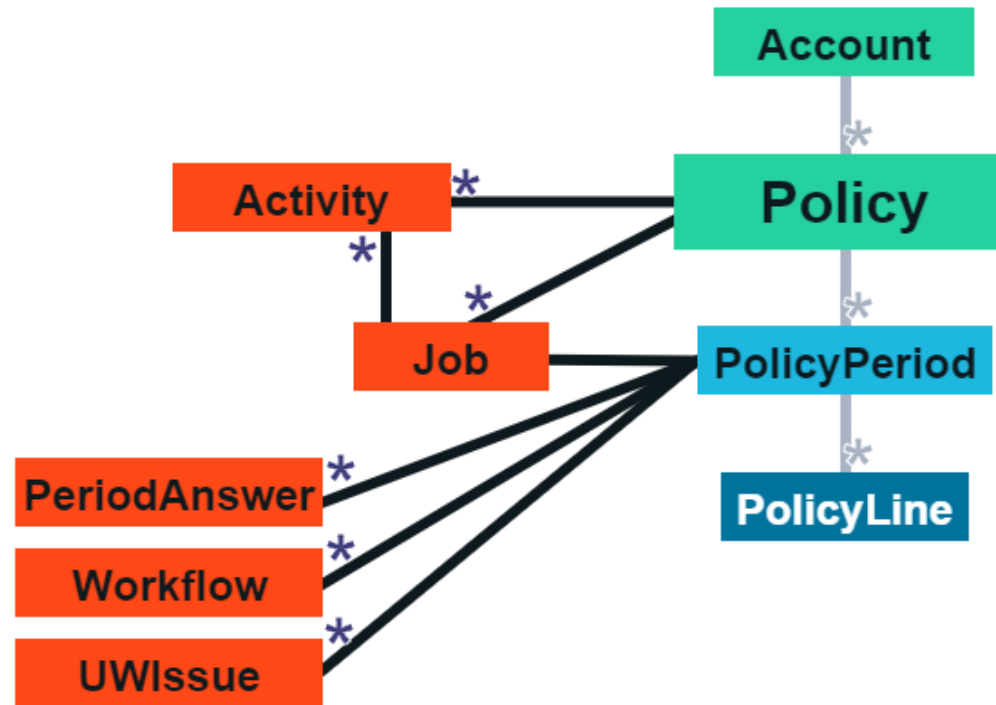 Account
*
Activity
*
Policy
*
*
*
Job
PolicyPeriod
*
*
PeriodAnswer
PolicyLine
*
Workflow
*
UWIssue